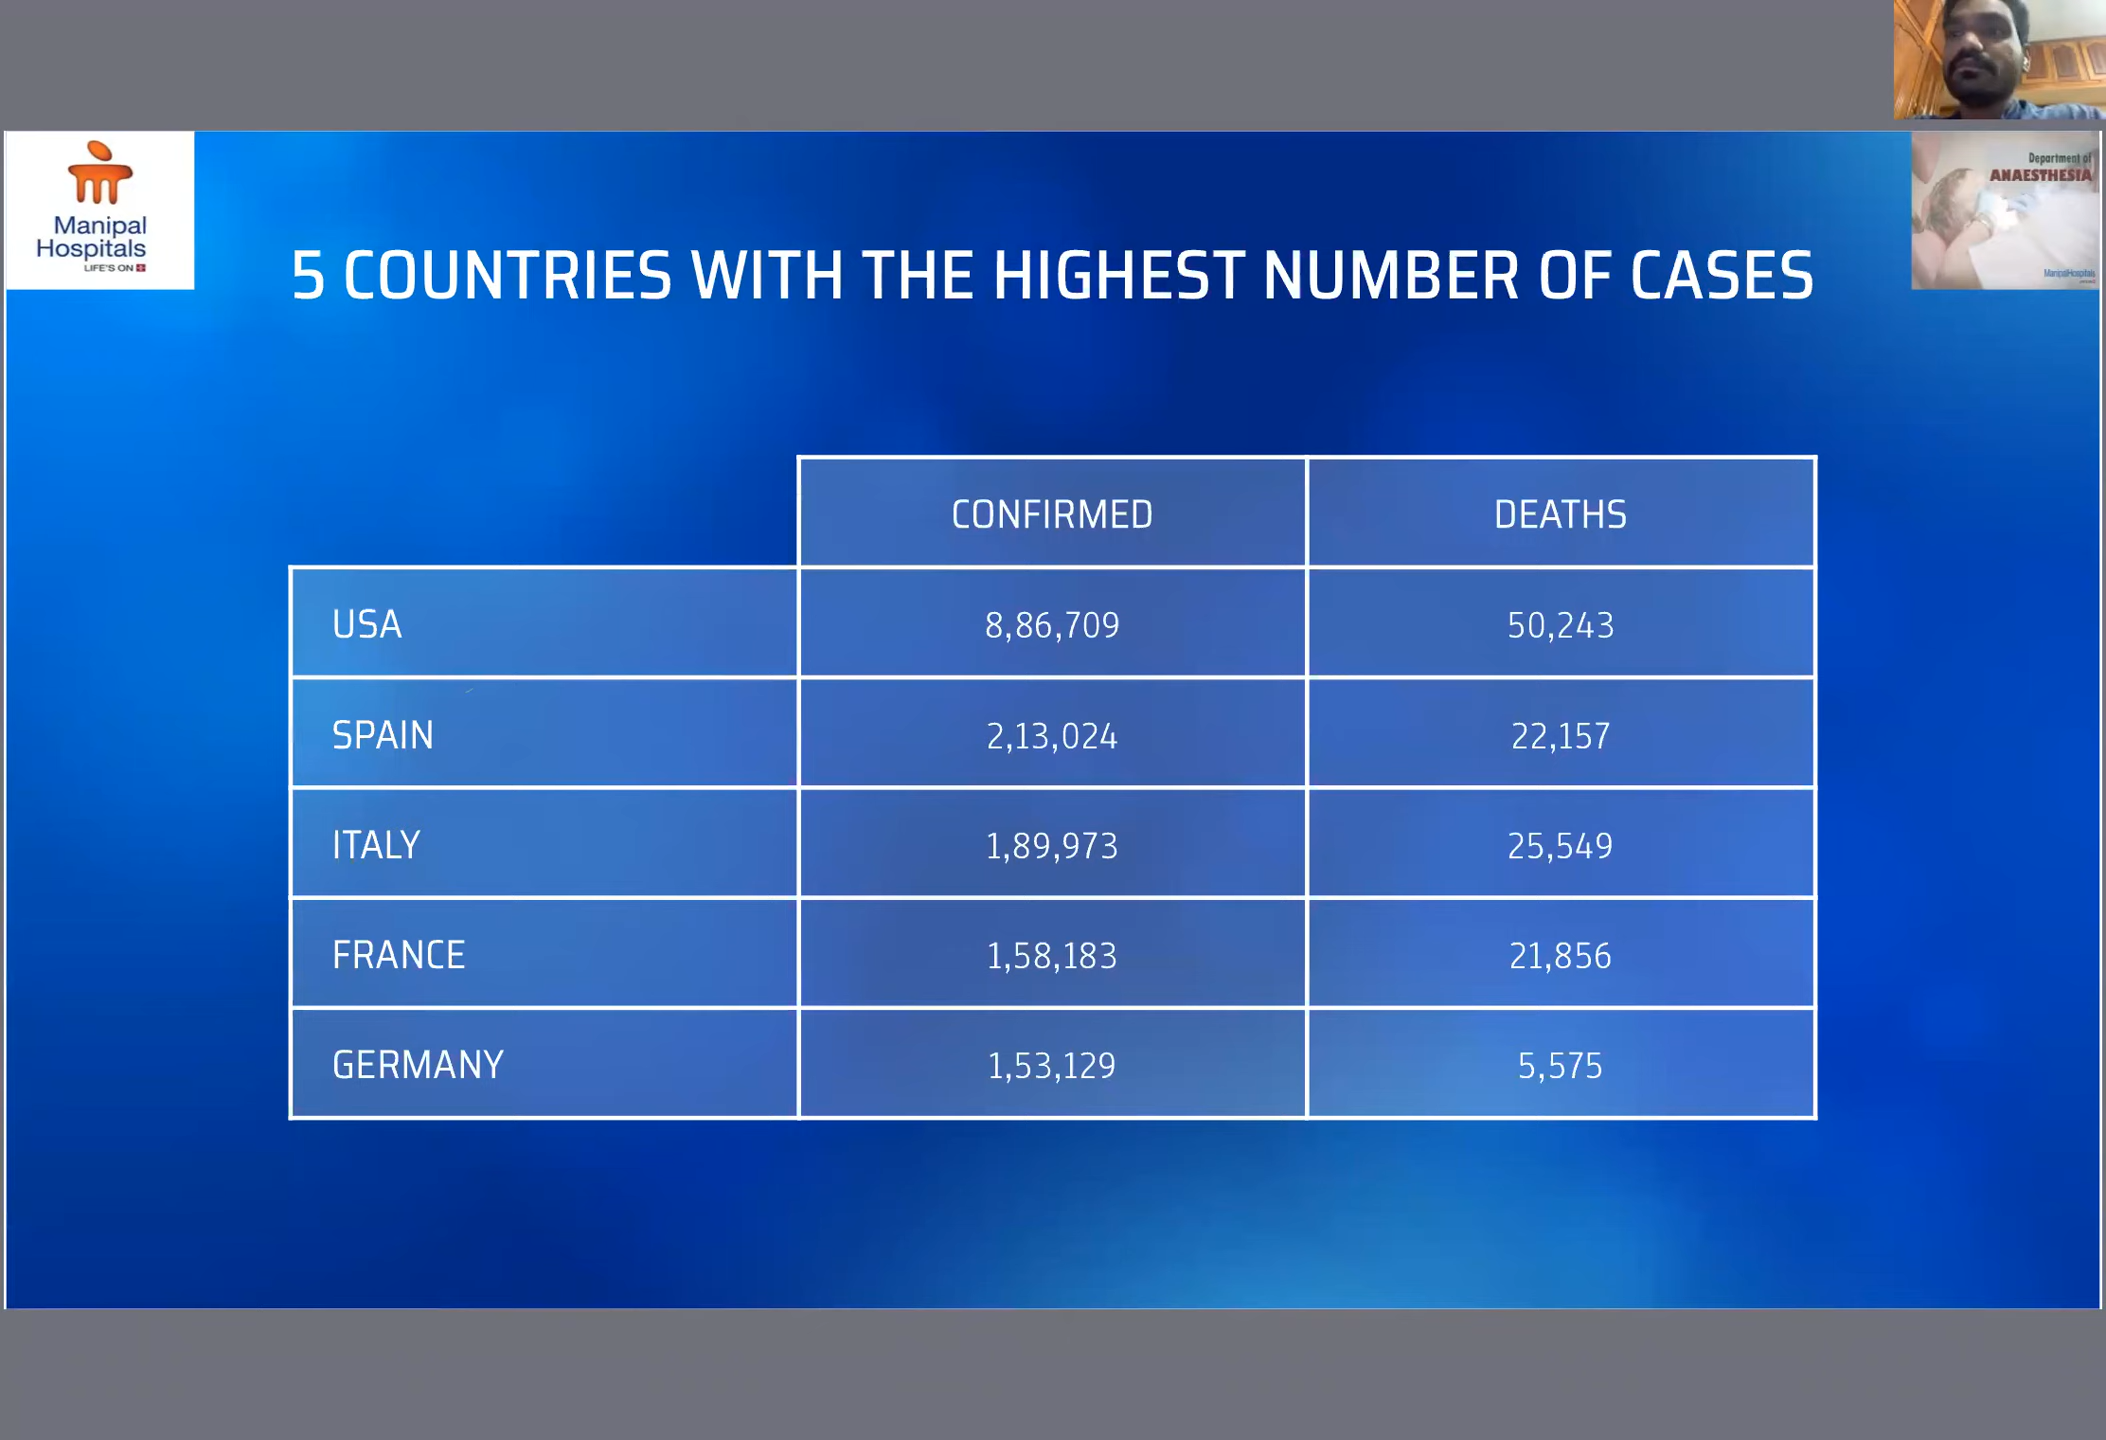 Manipal
Hospitals
LIFE'S ON
Department of
ANAESTHESIA
ManipalHospitals
5 COUNTRIES WITH THE HIGHEST NUMBER OF CASES
CONFIRMED DEATHS
USA 8,86,709 50,243
SPAIN 2,13,024 22,157
ITALY 1,89,973 25,549
FRANCE 1,58,183 21,856
GERMANY 1,53,129 5,575